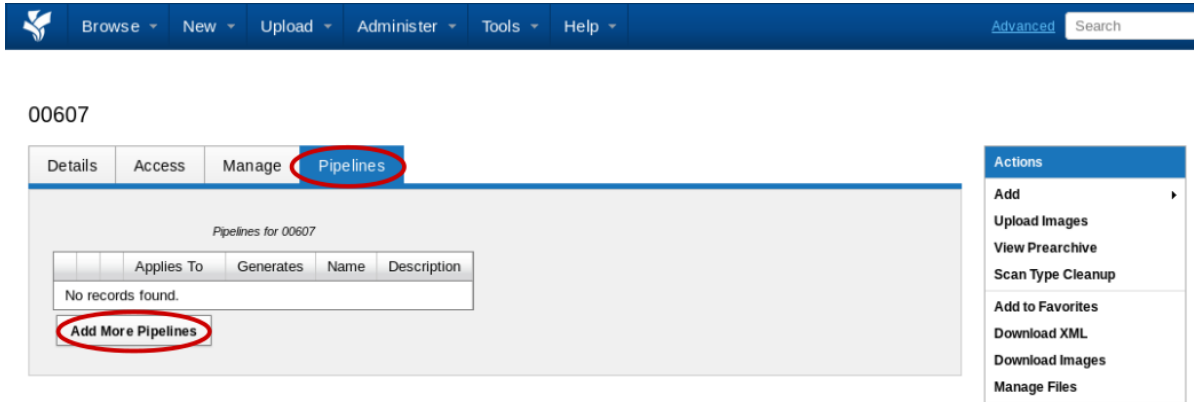 Browse New Upload Administer Tools Help Advanced Search
00607
Details Access Manage Pipelines
Pipelines for 00607
Applies To Generates Name Description
No records found.
Add More Pipelines
Actions
Add
Upload Images
View Prearchive
Scan Type Cleanup
Add to Favorites
Download XML
Download Images
Manage Files